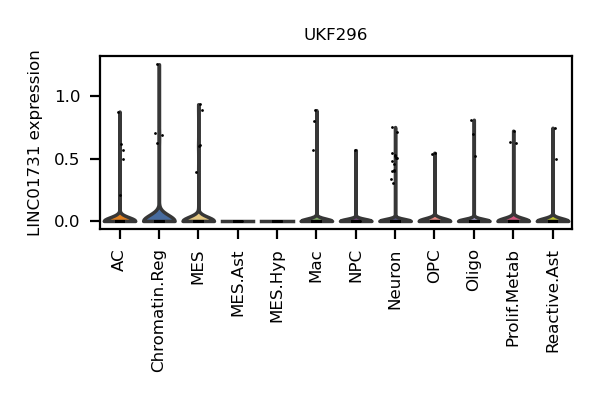 UKF296
LINC01731 expression
1.0
0.5
0.0
AC
Chromatin.Reg
MES
MES.Ast
MES.Hyp
Mac
NPC
Neuron
OPC
Oligo
Prolif.Metab
Reactive.Ast